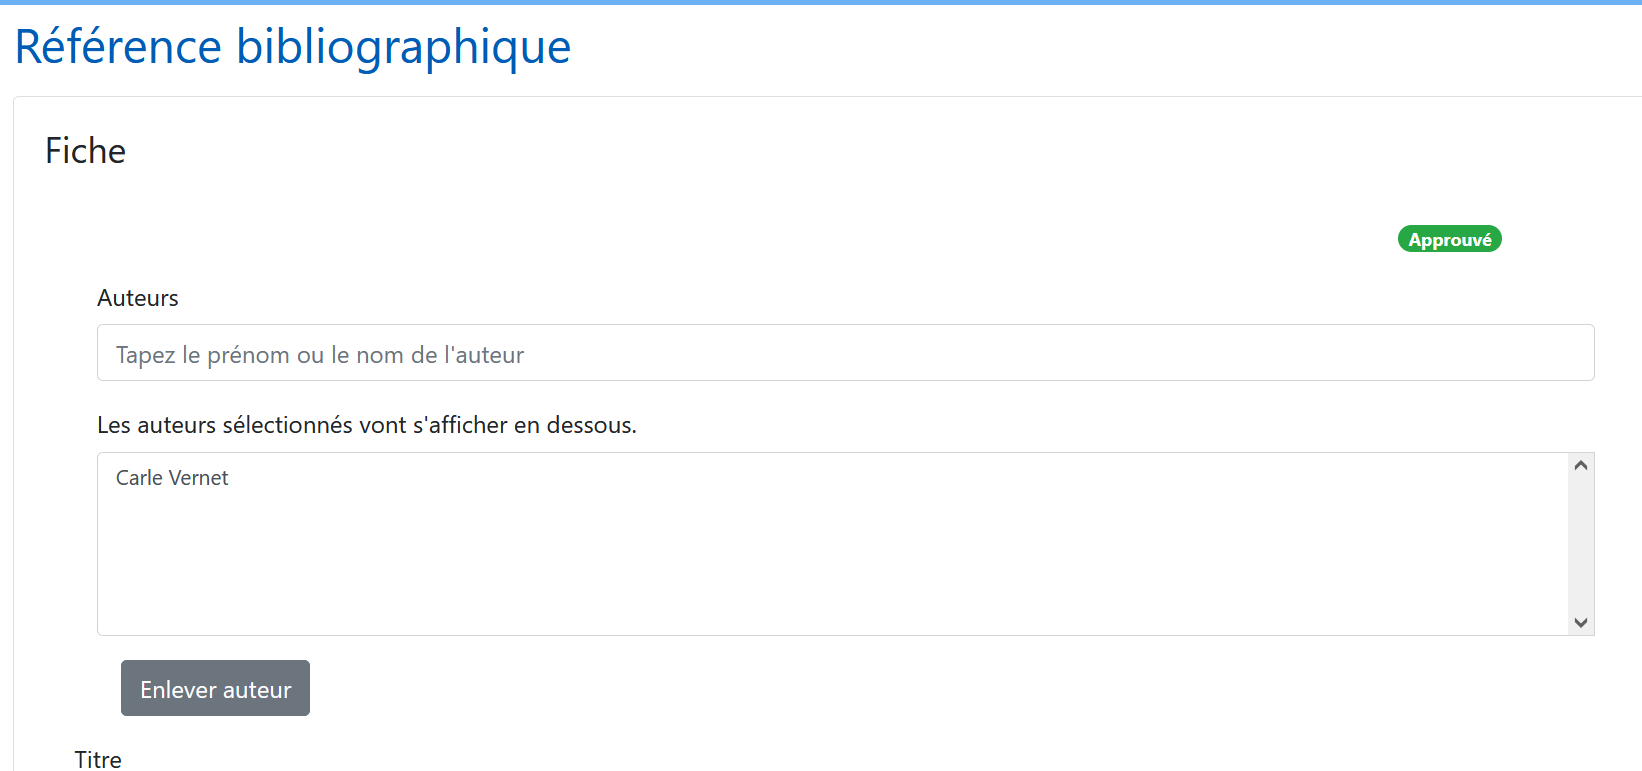 Référence bibliographique
Fiche
Approuvé
Auteurs
Tapez le prénom ou le nom de l'auteur
Les auteurs sélectionnés vont s'afficher en dessous.
Carle Vernet
Enlever auteur
Titre